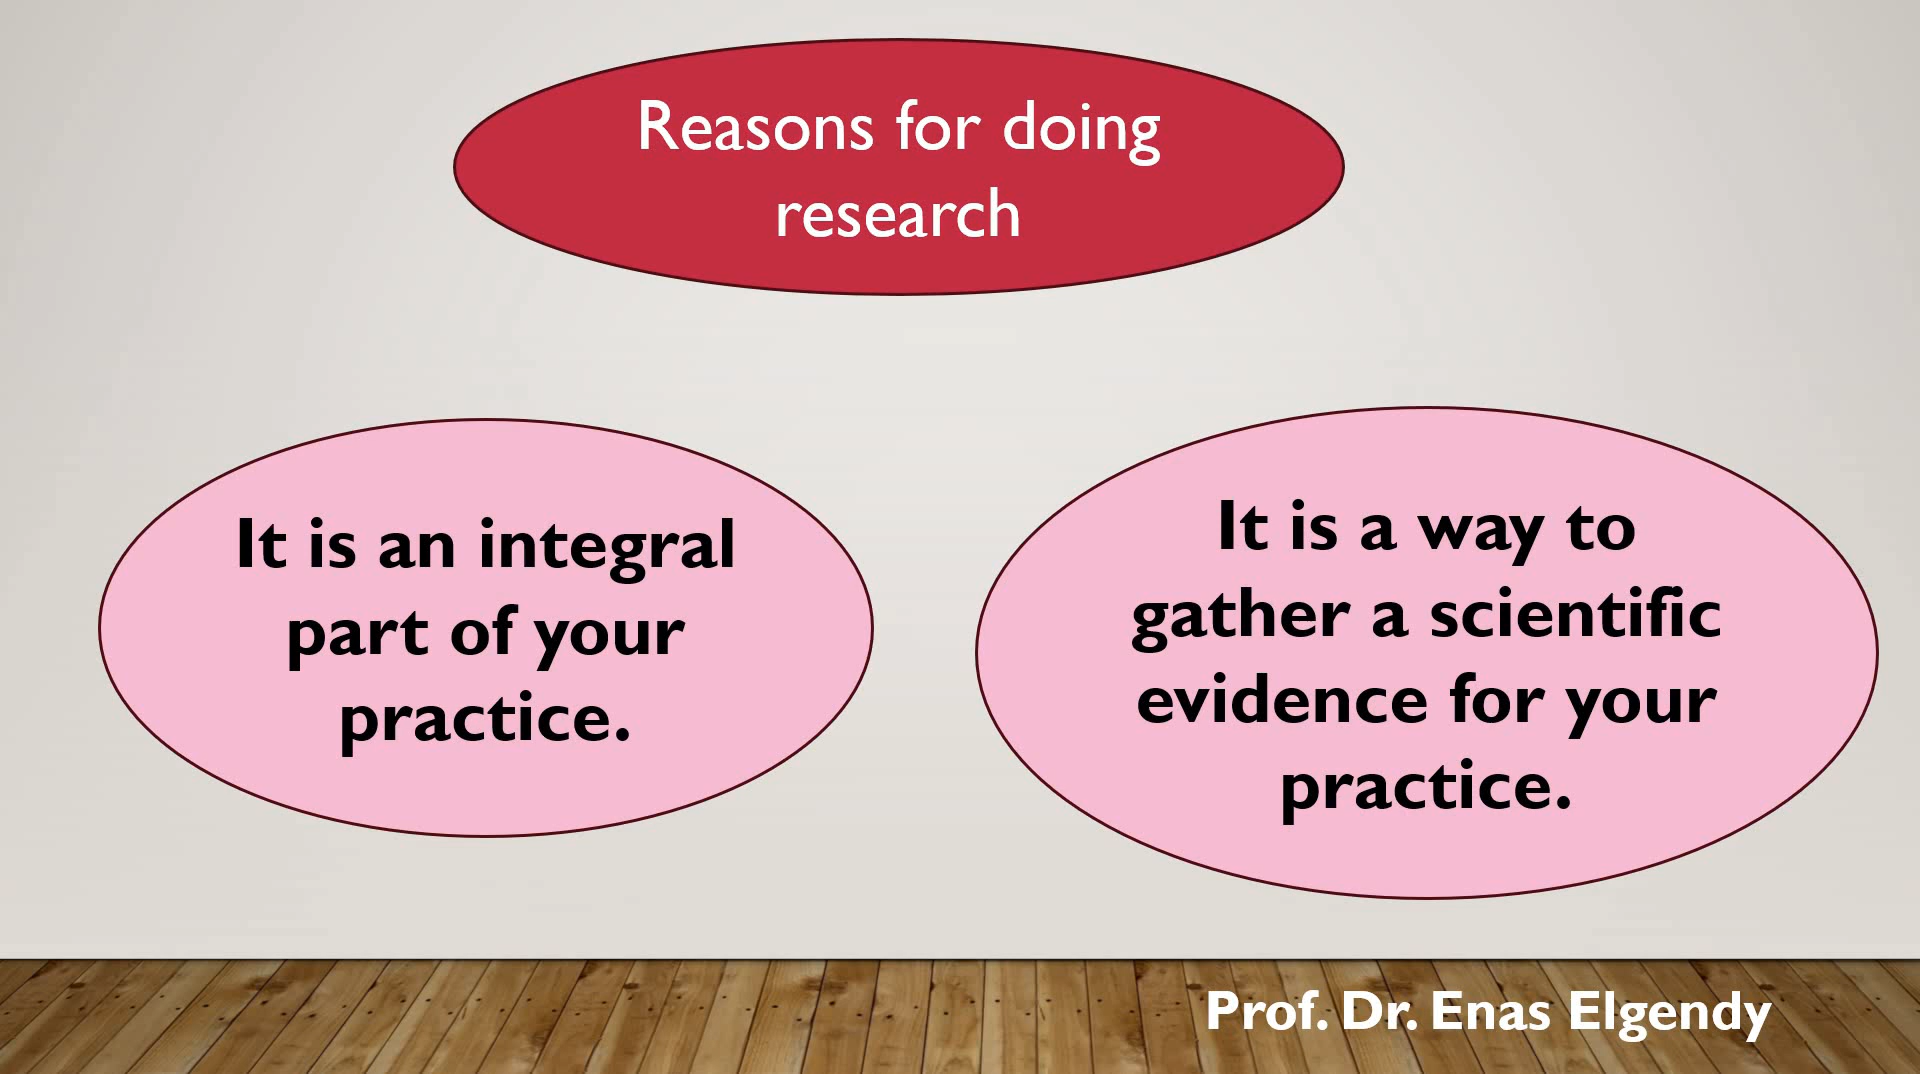 Reasons for doing
research
It is an integral
part of your
practice.
It is a way to
gather a scientific
evidence for your
practice.
Prof. Dr. Enas Elgendy